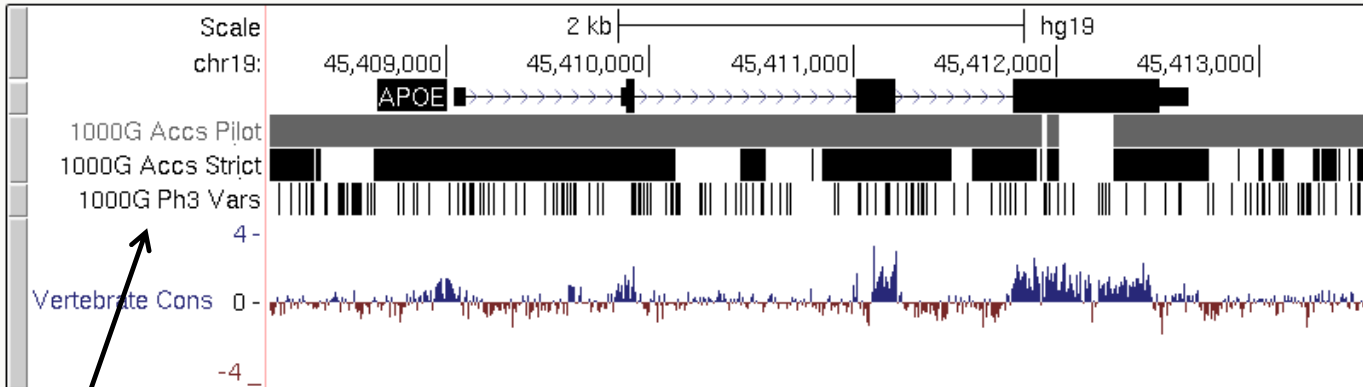 Scale 2 kb hg19
chr19: 45,409,000 45,410,000 45,411,000 45,412,000 45,413,000
APOE
1000G Accs Pilot
1000G Accs Strict
1000G Ph3 Vars
4 -
Vertebrate Cons 0 -
-4 _